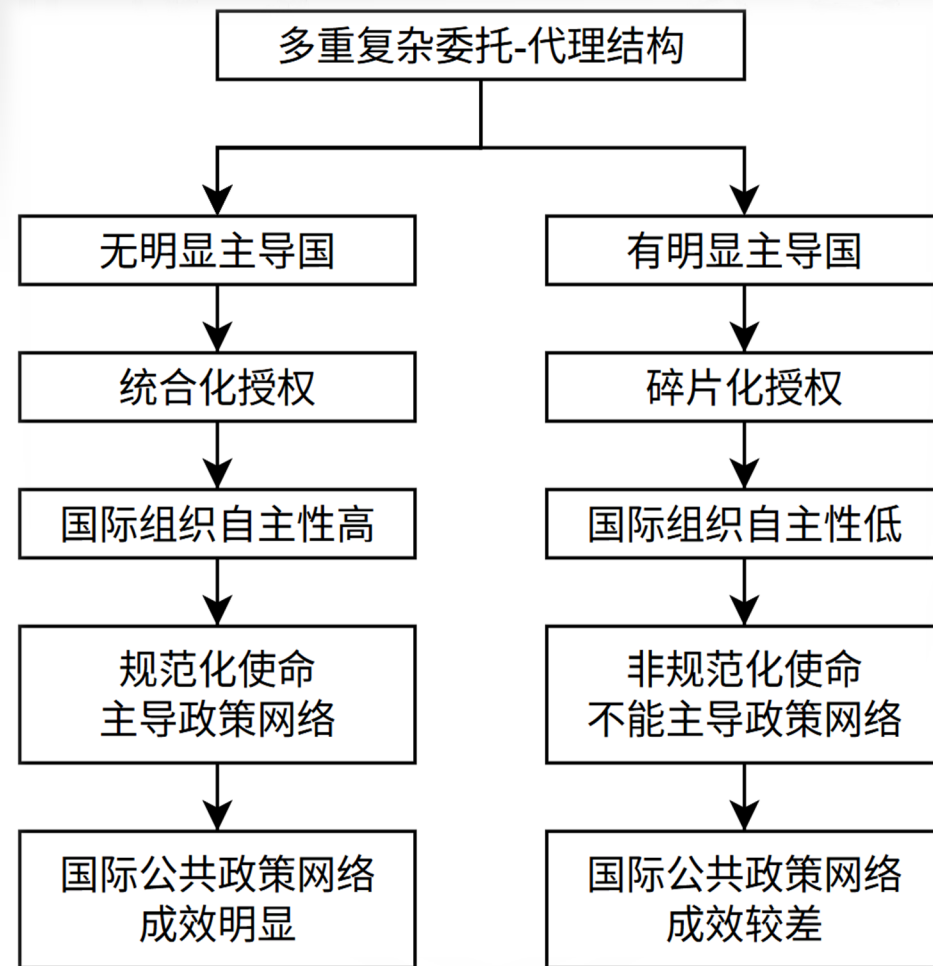 多重复杂委托-代理结构
无明显主导国
有明显主导国
统合化授权
碎片化授权
国际组织自主性高
国际组织自主性低
规范化使命
主导政策网络
非规范化使命
不能主导政策网络
国际公共政策网络
成效明显
国际公共政策网络
成效较差